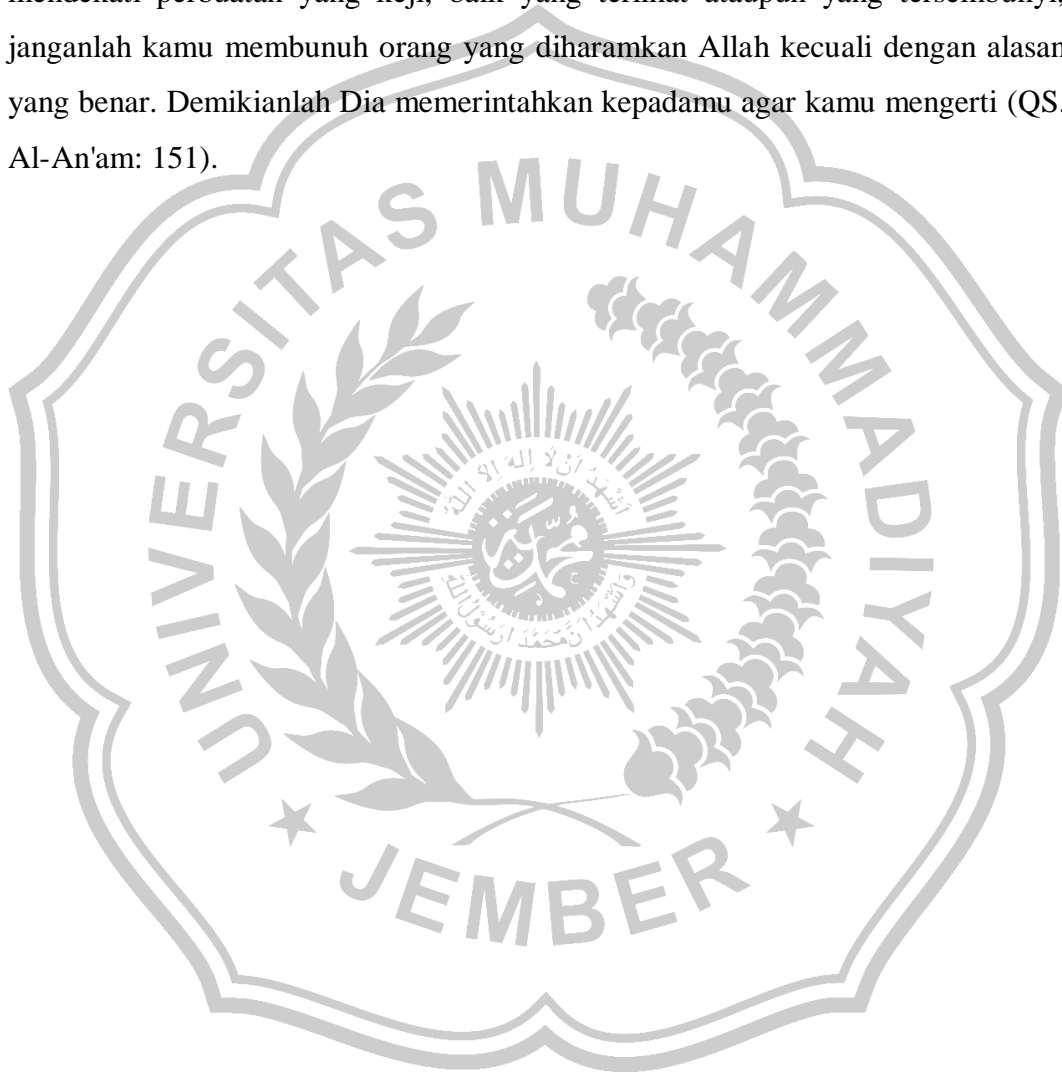 janganlah kamu membunuh orang yang diharamkan Allah kecuali dengan alasan
yang benar. Demikianlah Dia memerintahkan kepadamu agar kamu mengerti (QS.
Al-An'am: 151).
UNIVERSITAS MUHAMMADIYAH
JEMBER